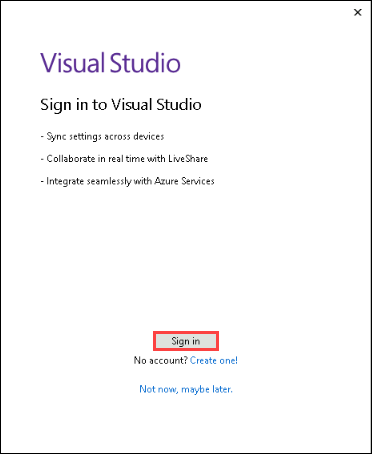 Visual Studio
Sign in to Visual Studio
- Sync settings across devices
- Collaborate in real time with LiveShare
- Integrate seamlessly with Azure Services
Sign in
No account? Create one!
Not now, maybe later.